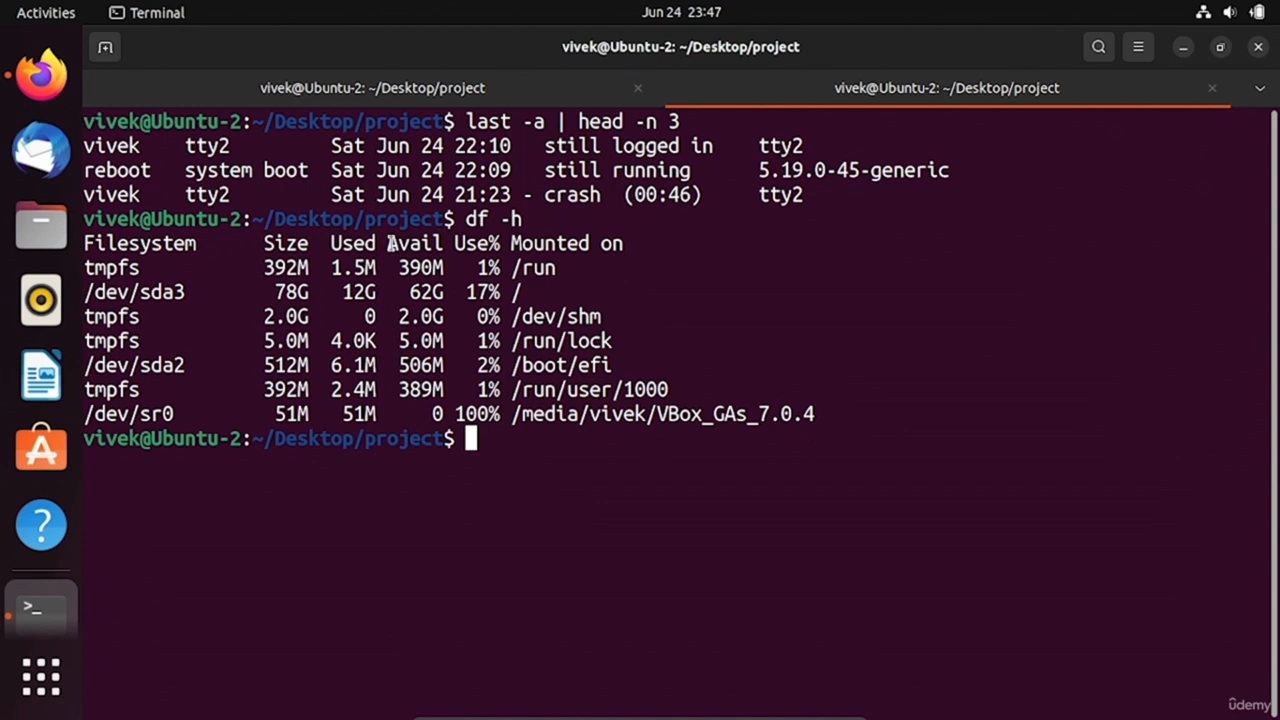 Activities Terminal Jun 24 23:47
vivek@Ubuntu-2: ~/Desktop/project
vivek@Ubuntu-2: ~/Desktop/project × vivek@Ubuntu-2: ~/Desktop/project ×
vivek@Ubuntu-2:~/Desktop/project$ last -a | head -n 3
vivek    tty2         Sat Jun 24 22:10   still logged in    tty2
reboot   system boot  Sat Jun 24 22:09   still running      5.19.0-45-generic
vivek    tty2         Sat Jun 24 21:23 - crash  (00:46)     tty2
vivek@Ubuntu-2:~/Desktop/project$ df -h
Filesystem      Size  Used Avail Use% Mounted on
tmpfs           392M  1.5M  390M   1% /run
/dev/sda3        78G   12G   62G  17% /
tmpfs           2.0G     0  2.0G   0% /dev/shm
tmpfs           5.0M  4.0K  5.0M   1% /run/lock
/dev/sda2       512M  6.1M  506M   2% /boot/efi
tmpfs           392M  2.4M  389M   1% /run/user/1000
/dev/sr0         51M   51M     0 100% /media/vivek/VBox_GAs_7.0.4
vivek@Ubuntu-2:~/Desktop/project$
udemy